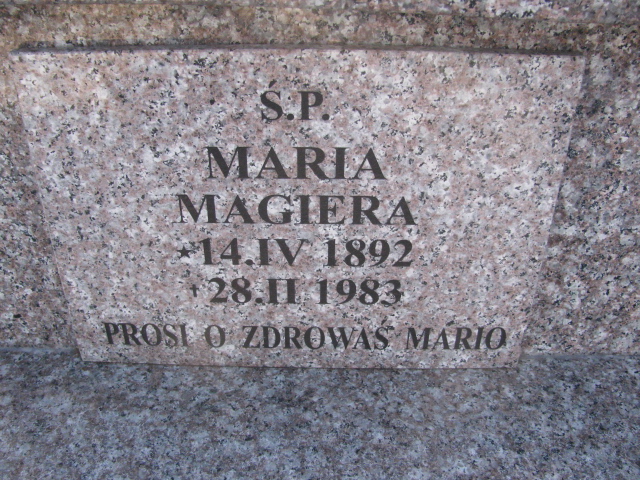 Ś.P.
MARIA
MAGIERA
*14.IV 1892
†28.II 1983
PROSI O ZDROWAŚ MARIO